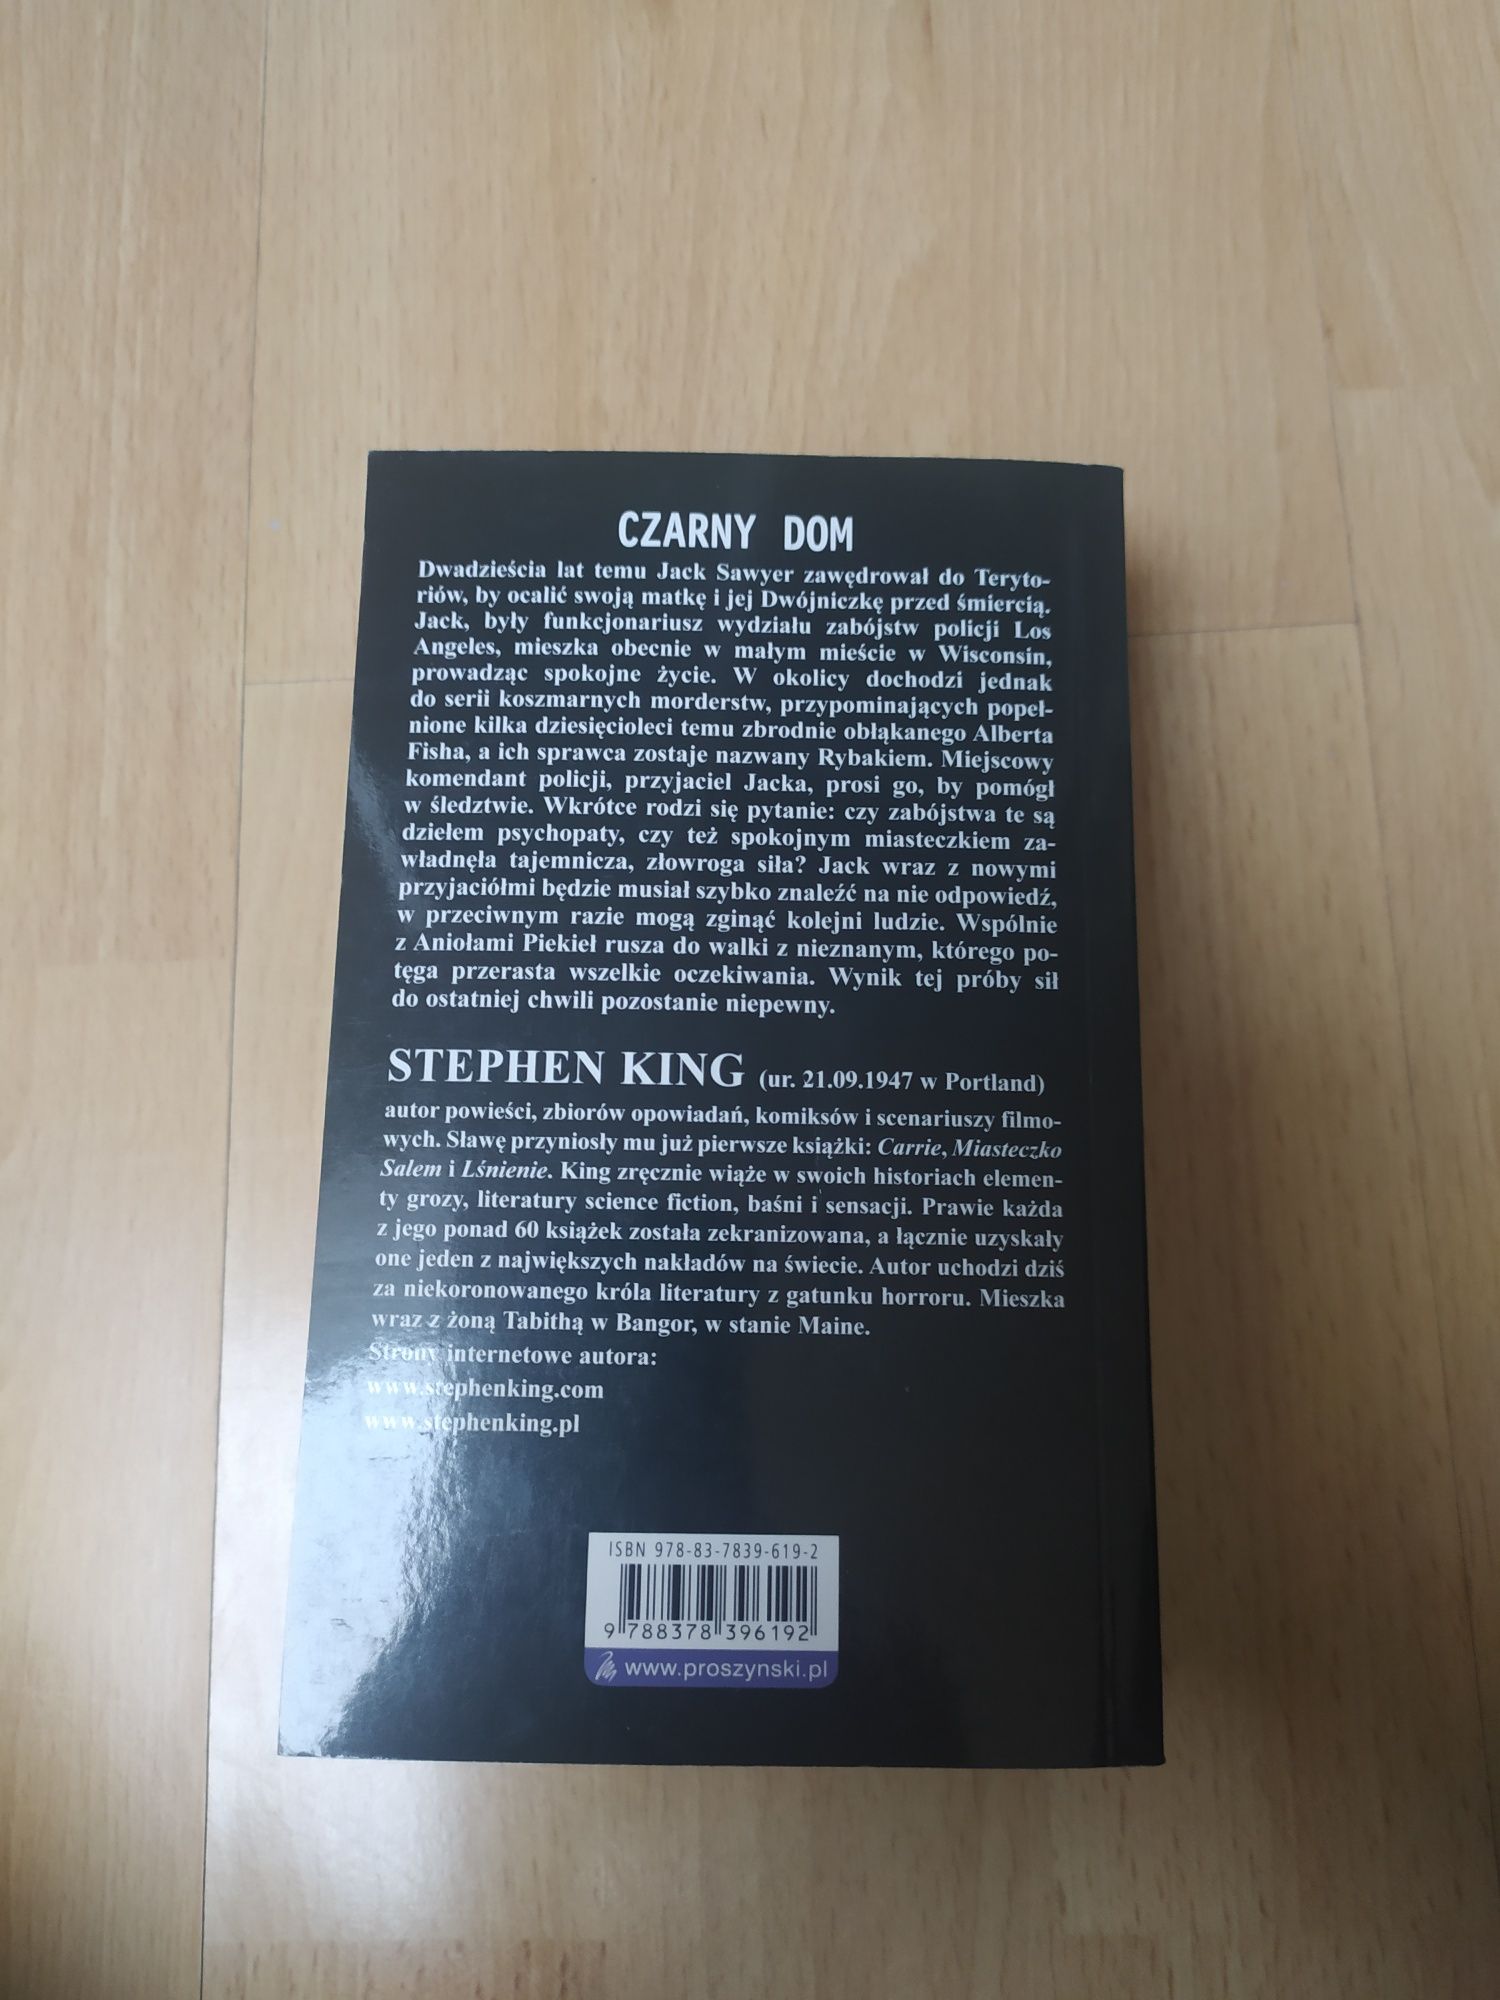 CZARNY DOM
Dwadzieścia lat temu Jack Sawyer zawędrował do Teryto-
riów, by ocalić swoją matkę i jej Dwójniczkę przed śmiercią.
Jack, były funkcjonariusz wydziału zabójstw policji Los
Angeles, mieszka obecnie w małym mieście w Wisconsin,
prowadząc spokojne życie. W okolicy dochodzi jednak
do serii koszmarnych morderstw, przypominających popeł-
nione kilka dziesięcioleci temu zbrodnie obłąkanego Alberta
Fisha, a ich sprawca zostaje nazwany Rybakiem. Miejscowy
komendant policji, przyjaciel Jacka, prosi go, by pomógł
w śledztwie. Wkrótce rodzi się pytanie: czy zabójstwa te są
dziełem psychopaty, czy też spokojnym miasteczkiem za-
władnęła tajemnicza, złowroga siła? Jack wraz z nowymi
przyjaciółmi będzie musiał szybko znaleźć na nie odpowiedź,
w przeciwnym razie mogą zginąć kolejni ludzie. Wspólnie
z Aniołami Piekieł rusza do walki z nieznanym, którego po-
tęga przerasta wszelkie oczekiwania. Wynik tej próby sił
do ostatniej chwili pozostanie niepewny.
STEPHEN KING (ur. 21.09.1947 w Portland)
autor powieści, zbiorów opowiadań, komiksów i scenariuszy filmo-
wych. Sławę przyniosły mu już pierwsze książki: Carrie, Miasteczko
Salem i Lśnienie. King zręcznie wiąże w swoich historiach elemen-
ty grozy, literatury science fiction, baśni i sensacji. Prawie każda
z jego ponad 60 książek została zekranizowana, a łącznie uzyskały
one jeden z największych nakładów na świecie. Autor uchodzi dziś
za niekoronowanego króla literatury z gatunku horroru. Mieszka
wraz z żoną Tabithą w Bangor, w stanie Maine.
Strony internetowe autora:
www.stephenking.com
www.stephenking.pl
ISBN 978-83-7839-619-2
9 788378 396192
www.proszynski.pl